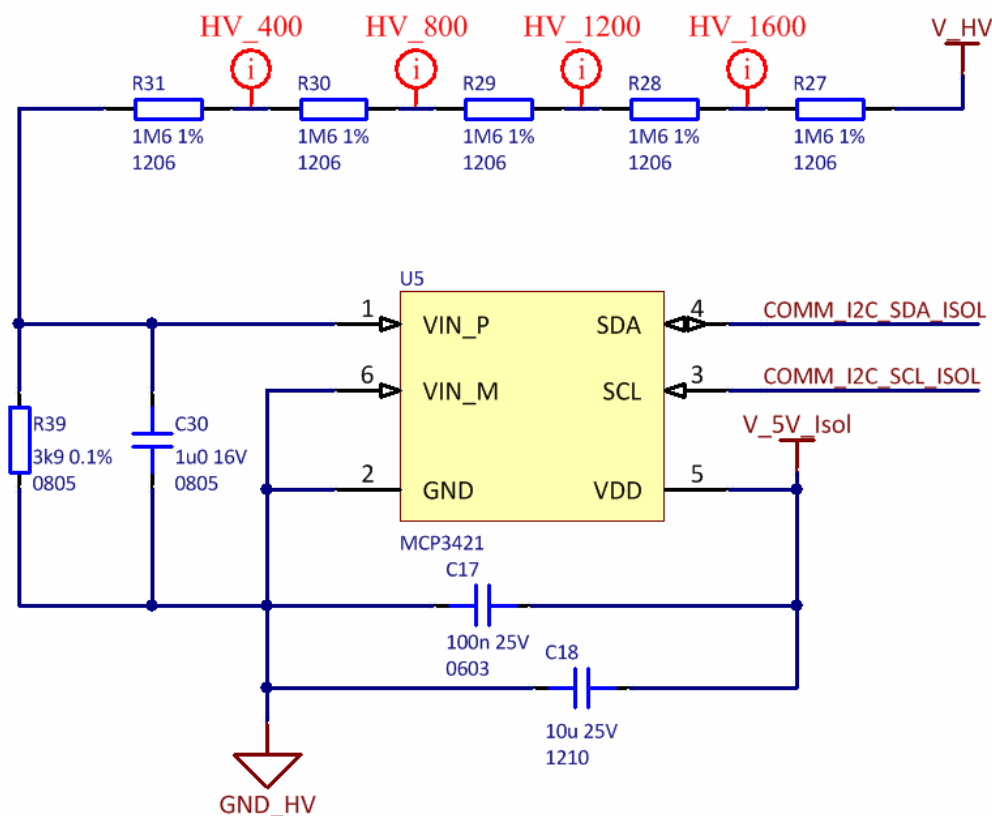 HV_400
HV_800
HV_1200
HV_1600
V_HV
R31
R30
R29
R28
R27
1M6 1%
1206
1M6 1%
1206
1M6 1%
1206
1M6 1%
1206
1M6 1%
1206
U5
1
VIN_P
SDA
4
COMM_I2C_SDA_ISOL
6
VIN_M
SCL
3
COMM_I2C_SCL_ISOL
R39
3k9 0.1%
0805
C30
1u0 16V
0805
V_5V_Isol
2
GND
VDD
5
MCP3421
C17
100n 25V
0603
C18
10u 25V
1210
GND_HV
i
i
i
i